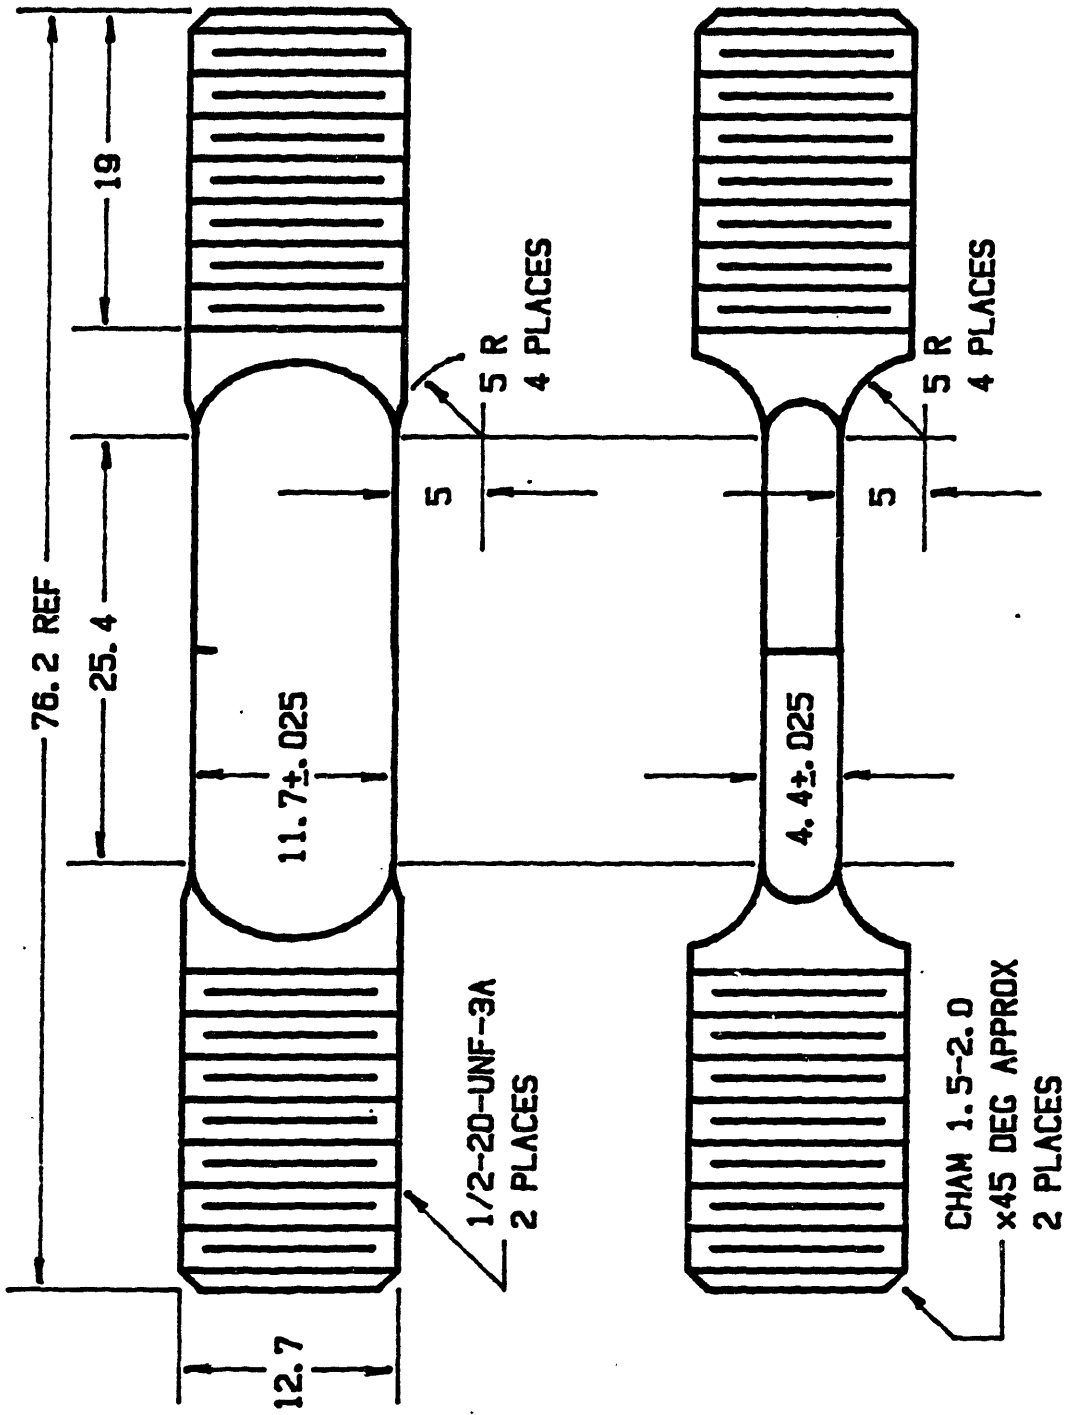 76.2 REF
25.4
19
11.7±.025
5
5 R
4 PLACES
12.7
1/2-20-UNF-3A
2 PLACES
4.4±.025
5
5 R
4 PLACES
CHAM 1.5-2.0
x45 DEG APPROX
2 PLACES